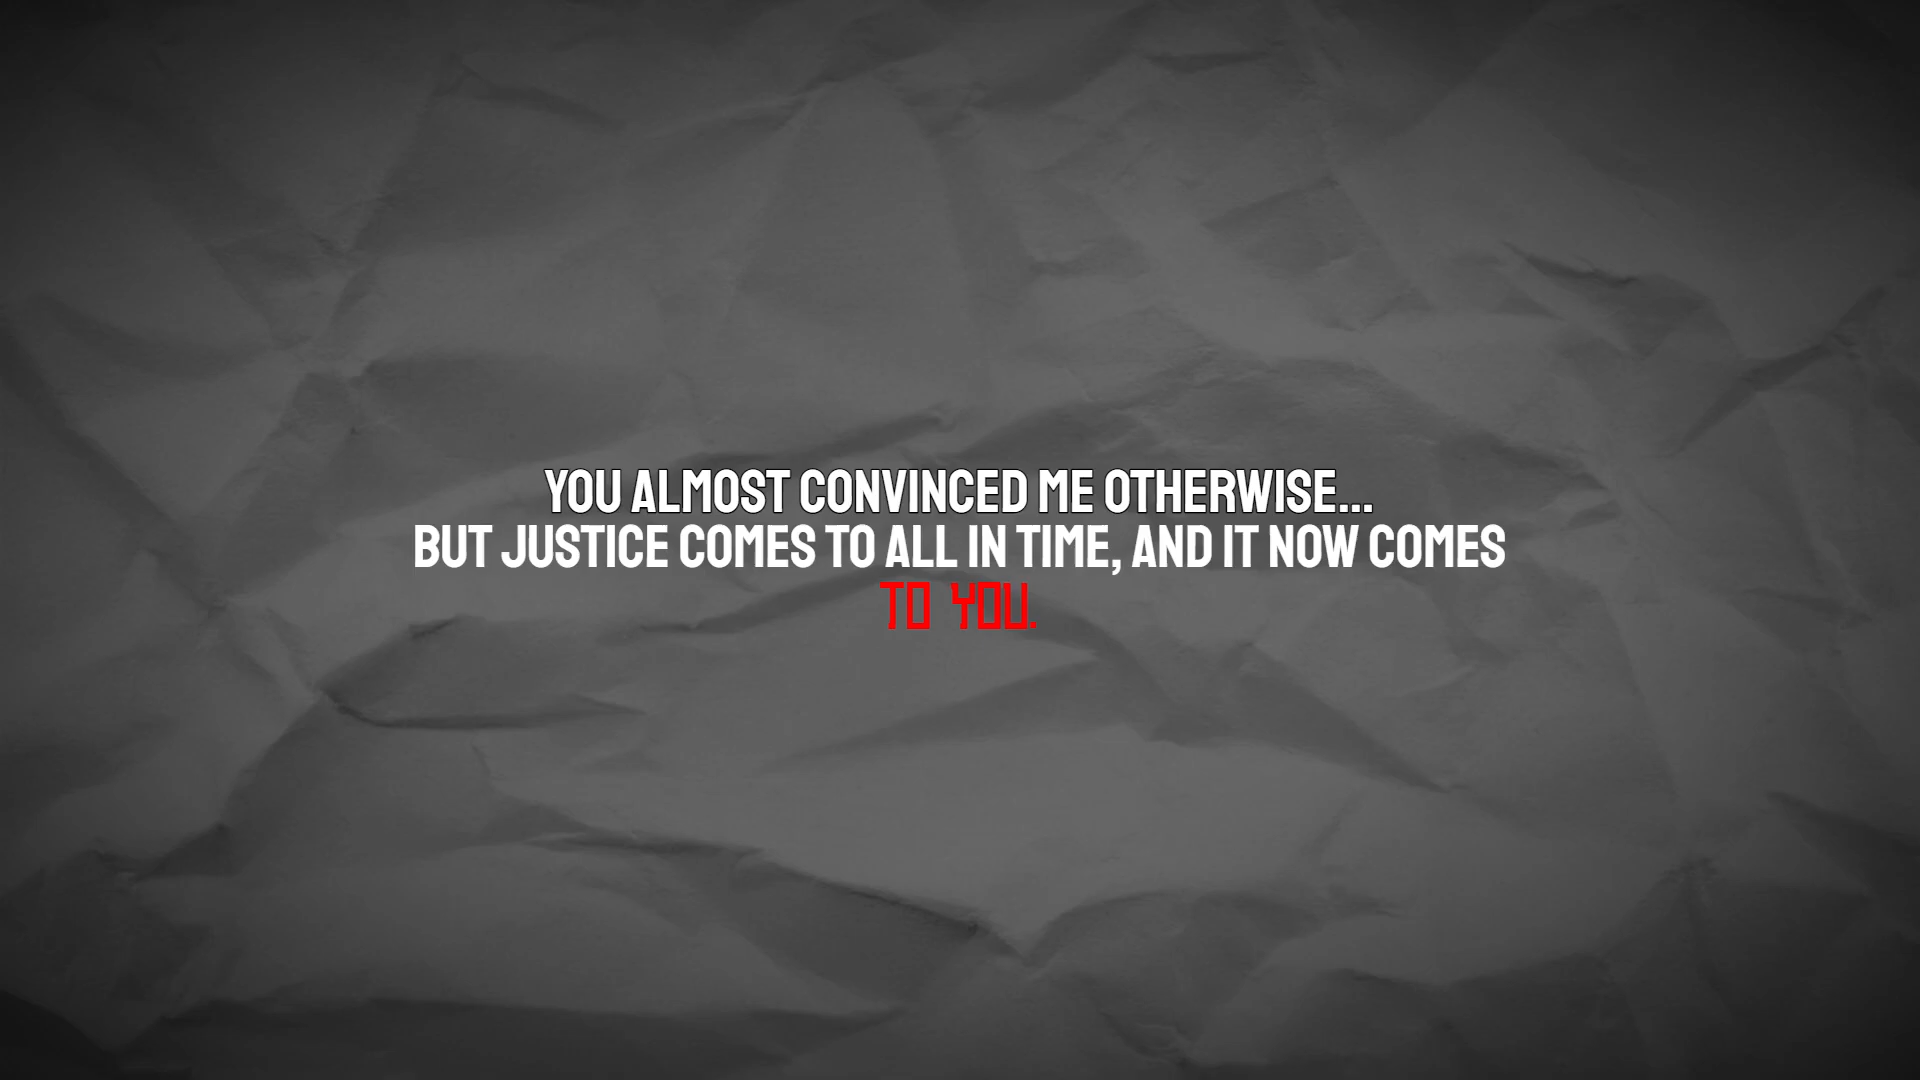 YOU ALMOST CONVINCED ME OTHERWISE...
BUT JUSTICE COMES TO ALL IN TIME, AND IT NOW COMES
TO YOU.